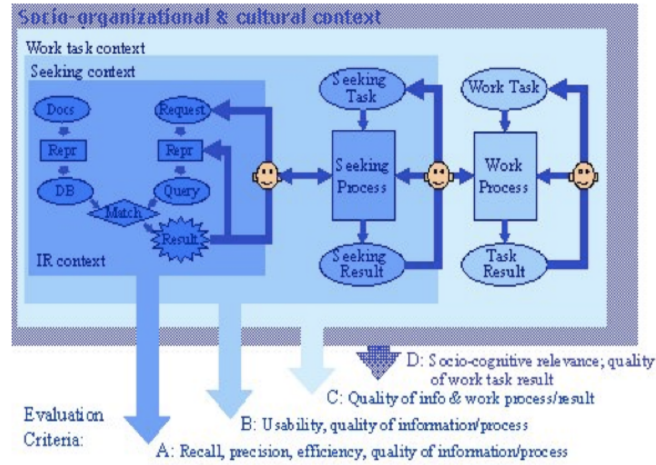 Socio-organizational & cultural context
Work task context
Seeking context
Docs
Request
Seeking
Task
Work Task
Repr
Repr
Seeking
Process
Work
Process
DB
Query
Match
Result
Seeking
Result
Task
Result
IR context
D: Socio-cognitive relevance; quality
of work task result
C: Quality of info & work process/result
Evaluation
Criteria:
B: Usability, quality of information/process
A: Recall, precision, efficiency, quality of information/process